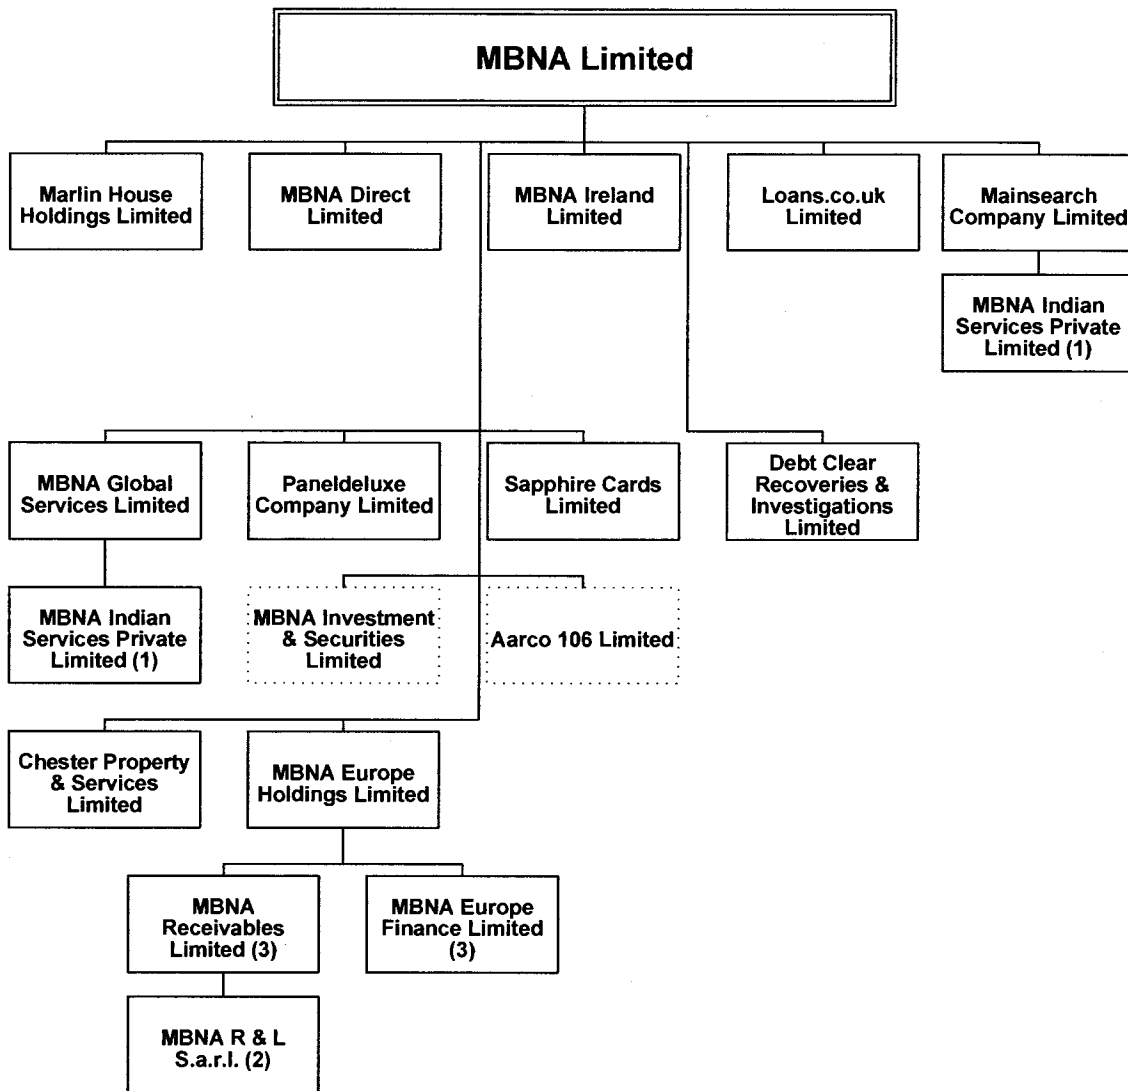 MBNA Limited
Marlin House
Holdings Limited
MBNA Direct
Limited
MBNA Ireland
Limited
Loans.co.uk
Limited
Mainsearch
Company Limited
MBNA Indian
Services Private
Limited (1)
MBNA Global
Services Limited
Paneldeluxe
Company Limited
Sapphire Cards
Limited
Debt Clear
Recoveries &
Investigations
Limited
MBNA Indian
Services Private
Limited (1)
MBNA Investment
& Securities
Limited
Aarco 106 Limited
Chester Property
& Services
Limited
MBNA Europe
Holdings Limited
MBNA
Receivables
Limited (3)
MBNA Europe
Finance Limited
(3)
MBNA R & L
S.a.r.l. (2)